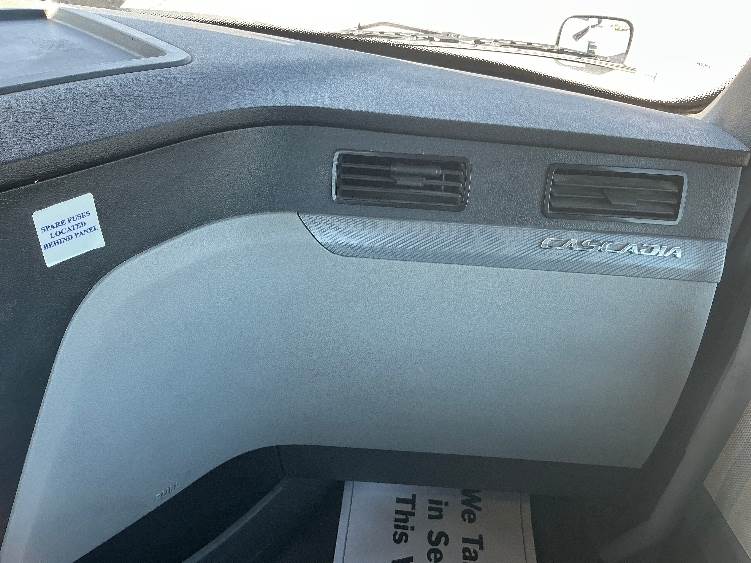 SPARE FUSES
LOCATED
BEHIND PANEL
CASCADIA
We Ta
in Se
This